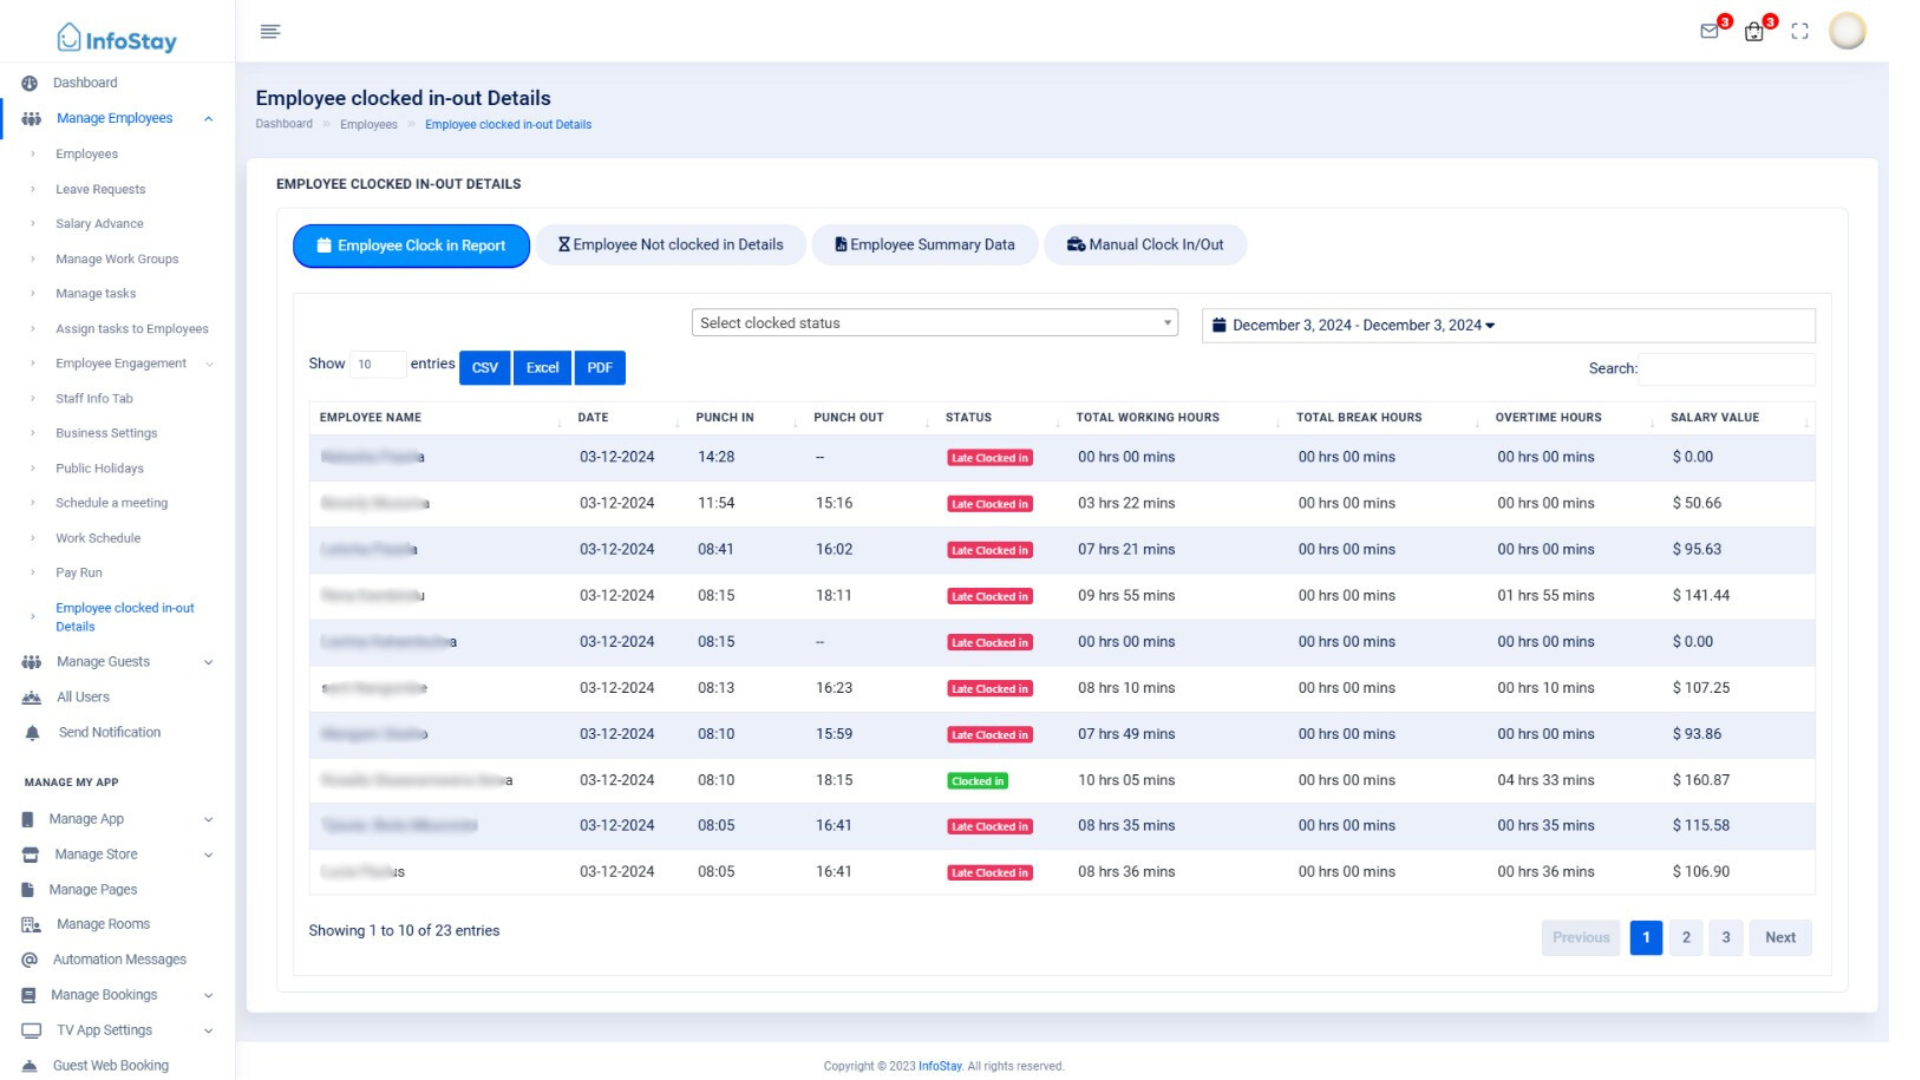 InfoStay
3
3
Dashboard
Manage Employees
Employees
Leave Requests
Salary Advance
Manage Work Groups
Manage tasks
Assign tasks to Employees
Employee Engagement
Staff Info Tab
Business Settings
Public Holidays
Schedule a meeting
Work Schedule
Pay Run
Employee clocked in-out
Details
Manage Guests
All Users
Send Notification
MANAGE MY APP
Manage App
Manage Store
Manage Pages
Manage Rooms
Automation Messages
Manage Bookings
TV App Settings
Guest Web Booking
Employee clocked in-out Details
Dashboard » Employees » Employee clocked in-out Details
EMPLOYEE CLOCKED IN-OUT DETAILS
Employee Clock in Report Employee Not clocked in Details Employee Summary Data Manual Clock In/Out
Select clocked status December 3, 2024 - December 3, 2024
Show 10 entries CSV Excel PDF Search:
EMPLOYEE NAME DATE PUNCH IN PUNCH OUT STATUS TOTAL WORKING HOURS TOTAL BREAK HOURS OVERTIME HOURS SALARY VALUE
03-12-2024 14:28 -- Late Clocked in 00 hrs 00 mins 00 hrs 00 mins 00 hrs 00 mins $ 0.00
03-12-2024 11:54 15:16 Late Clocked in 03 hrs 22 mins 00 hrs 00 mins 00 hrs 00 mins $ 50.66
03-12-2024 08:41 16:02 Late Clocked in 07 hrs 21 mins 00 hrs 00 mins 00 hrs 00 mins $ 95.63
03-12-2024 08:15 18:11 Late Clocked in 09 hrs 55 mins 00 hrs 00 mins 01 hrs 55 mins $ 141.44
03-12-2024 08:15 -- Late Clocked in 00 hrs 00 mins 00 hrs 00 mins 00 hrs 00 mins $ 0.00
03-12-2024 08:13 16:23 Late Clocked in 08 hrs 10 mins 00 hrs 00 mins 00 hrs 10 mins $ 107.25
03-12-2024 08:10 15:59 Late Clocked in 07 hrs 49 mins 00 hrs 00 mins 00 hrs 00 mins $ 93.86
03-12-2024 08:10 18:15 Clocked in 10 hrs 05 mins 00 hrs 00 mins 04 hrs 33 mins $ 160.87
03-12-2024 08:05 16:41 Late Clocked in 08 hrs 35 mins 00 hrs 00 mins 00 hrs 35 mins $ 115.58
03-12-2024 08:05 16:41 Late Clocked in 08 hrs 36 mins 00 hrs 00 mins 00 hrs 36 mins $ 106.90
Showing 1 to 10 of 23 entries Previous 1 2 3 Next
Copyright © 2023 InfoStay. All rights reserved.